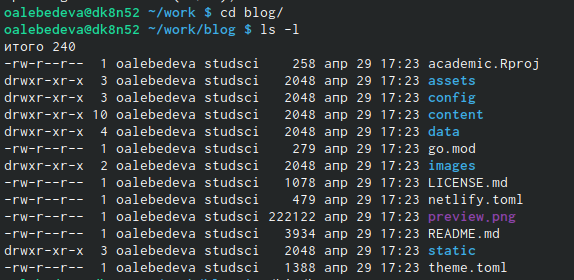 oalebedeva@dk8n52 ~/work $ cd blog/
oalebedeva@dk8n52 ~/work/blog $ ls -l
итого 240
-rw-r--r-- 1 oalebedeva studsci 258 апр 29 17:23 academic.Rproj
drwxr-xr-x 3 oalebedeva studsci 2048 апр 29 17:23 assets
drwxr-xr-x 3 oalebedeva studsci 2048 апр 29 17:23 config
drwxr-xr-x 10 oalebedeva studsci 2048 апр 29 17:23 content
drwxr-xr-x 4 oalebedeva studsci 2048 апр 29 17:23 data
-rw-r--r-- 1 oalebedeva studsci 279 апр 29 17:23 go.mod
drwxr-xr-x 2 oalebedeva studsci 2048 апр 29 17:23 images
-rw-r--r-- 1 oalebedeva studsci 1078 апр 29 17:23 LICENSE.md
-rw-r--r-- 1 oalebedeva studsci 479 апр 29 17:23 netlify.toml
-rw-r--r-- 1 oalebedeva studsci 222122 апр 29 17:23 preview.png
-rw-r--r-- 1 oalebedeva studsci 3934 апр 29 17:23 README.md
drwxr-xr-x 3 oalebedeva studsci 2048 апр 29 17:23 static
-rw-r--r-- 1 oalebedeva studsci 1388 апр 29 17:23 theme.toml